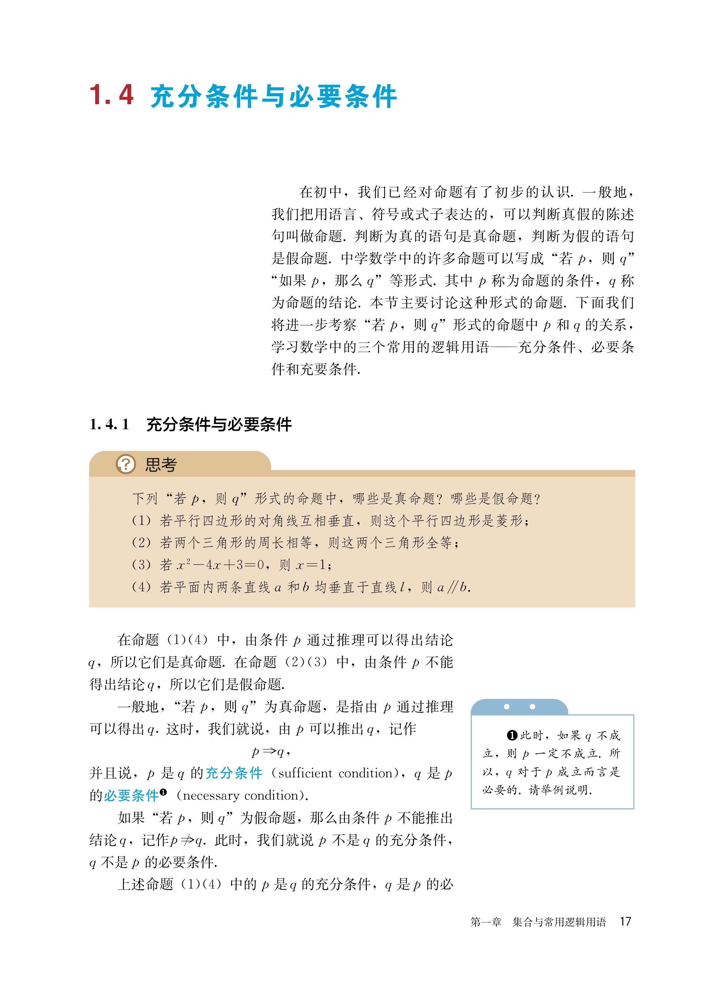 1.4 充分条件与必要条件
在初中，我们已经对命题有了初步的认识．一般地，
我们把用语言、符号或式子表达的，可以判断真假的陈述
句叫做命题．判断为真的语句是真命题，判断为假的语句
是假命题．中学数学中的许多命题可以写成“若 p，则 q”
“如果 p，那么 q”等形式．其中 p 称为命题的条件，q 称
为命题的结论．本节主要讨论这种形式的命题．下面我们
将进一步考察“若 p，则 q”形式的命题中 p 和 q 的关系，
学习数学中的三个常用的逻辑用语——充分条件、必要条
件和充要条件．
1.4.1 充分条件与必要条件
? 思考
下列“若 p，则 q”形式的命题中，哪些是真命题？哪些是假命题？
（1）若平行四边形的对角线互相垂直，则这个平行四边形是菱形；
（2）若两个三角形的周长相等，则这两个三角形全等；
（3）若 x²−4x＋3＝0，则 x＝1；
（4）若平面内两条直线 a 和 b 均垂直于直线 l，则 a∥b．
在命题（1）（4）中，由条件 p 通过推理可以得出结论
q，所以它们是真命题．在命题（2）（3）中，由条件 p 不能
得出结论 q，所以它们是假命题．
一般地，“若 p，则 q”为真命题，是指由 p 通过推理
可以得出 q．这时，我们就说，由 p 可以推出 q，记作
p⇒q，
并且说，p 是 q 的充分条件（sufficient condition），q 是 p
的必要条件❶（necessary condition）．
如果“若 p，则 q”为假命题，那么由条件 p 不能推出
结论 q，记作 p⇏q．此时，我们就说 p 不是 q 的充分条件，
q 不是 p 的必要条件．
上述命题（1）（4）中的 p 是 q 的充分条件，q 是 p 的必
❶此时，如果 q 不成
立，则 p 一定不成立．所
以，q 对于 p 成立而言是
必要的．请举例说明．
第一章 集合与常用逻辑用语 17